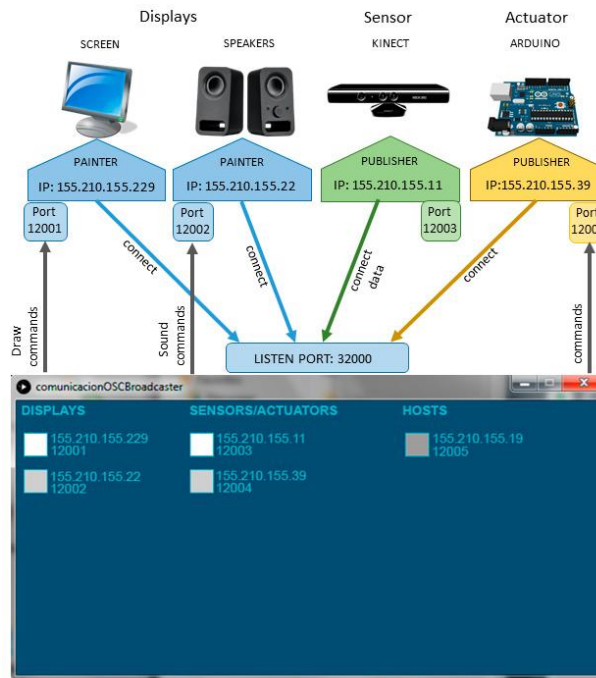 Displays
Sensor
Actuator
SCREEN
SPEAKERS
KINECT
ARDUINO
PAINTER
PAINTER
PUBLISHER
PUBLISHER
IP: 155.210.155.229
IP: 155.210.155.22
IP: 155.210.155.11
IP:155.210.155.39
Port
12001
Port
12002
Port
12003
Port
connect
connect
connect
data
connect
Draw
commands
Sound
commands
commands
LISTEN PORT: 32000
comunicacionOSCBroadcaster
DISPLAYS
SENSORS/ACTUATORS
HOSTS
155.210.155.229
12001
155.210.155.11
12003
155.210.155.19
12005
155.210.155.22
12002
155.210.155.39
12004